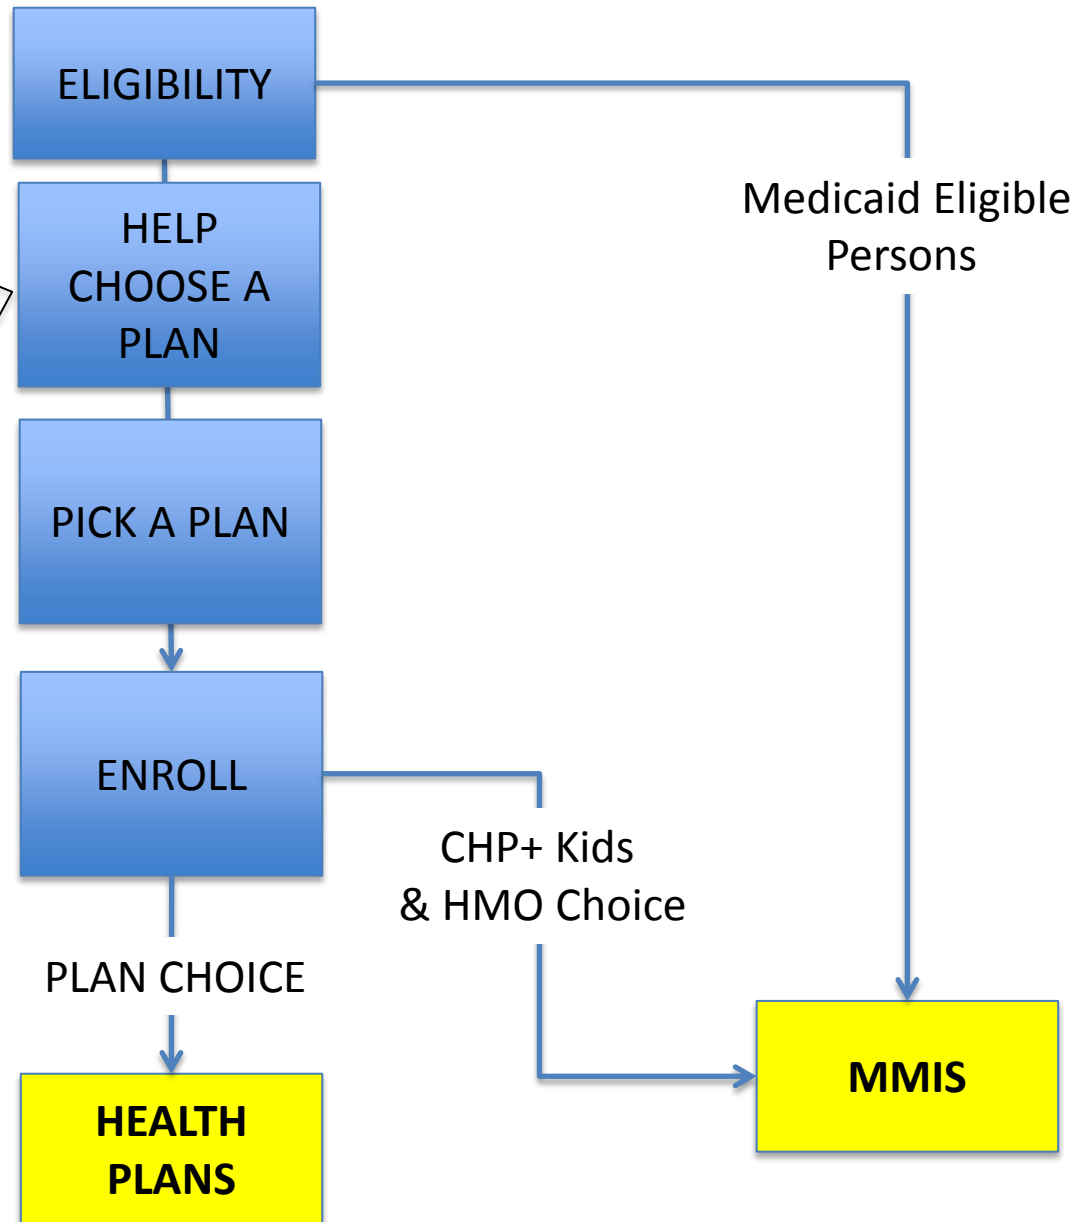 ELIGIBILITY
Medicaid Eligible
Persons
HELP
CHOOSE A
PLAN
PICK A PLAN
ENROLL
CHP+ Kids
& HMO Choice
PLAN CHOICE
MMIS
HEALTH
PLANS